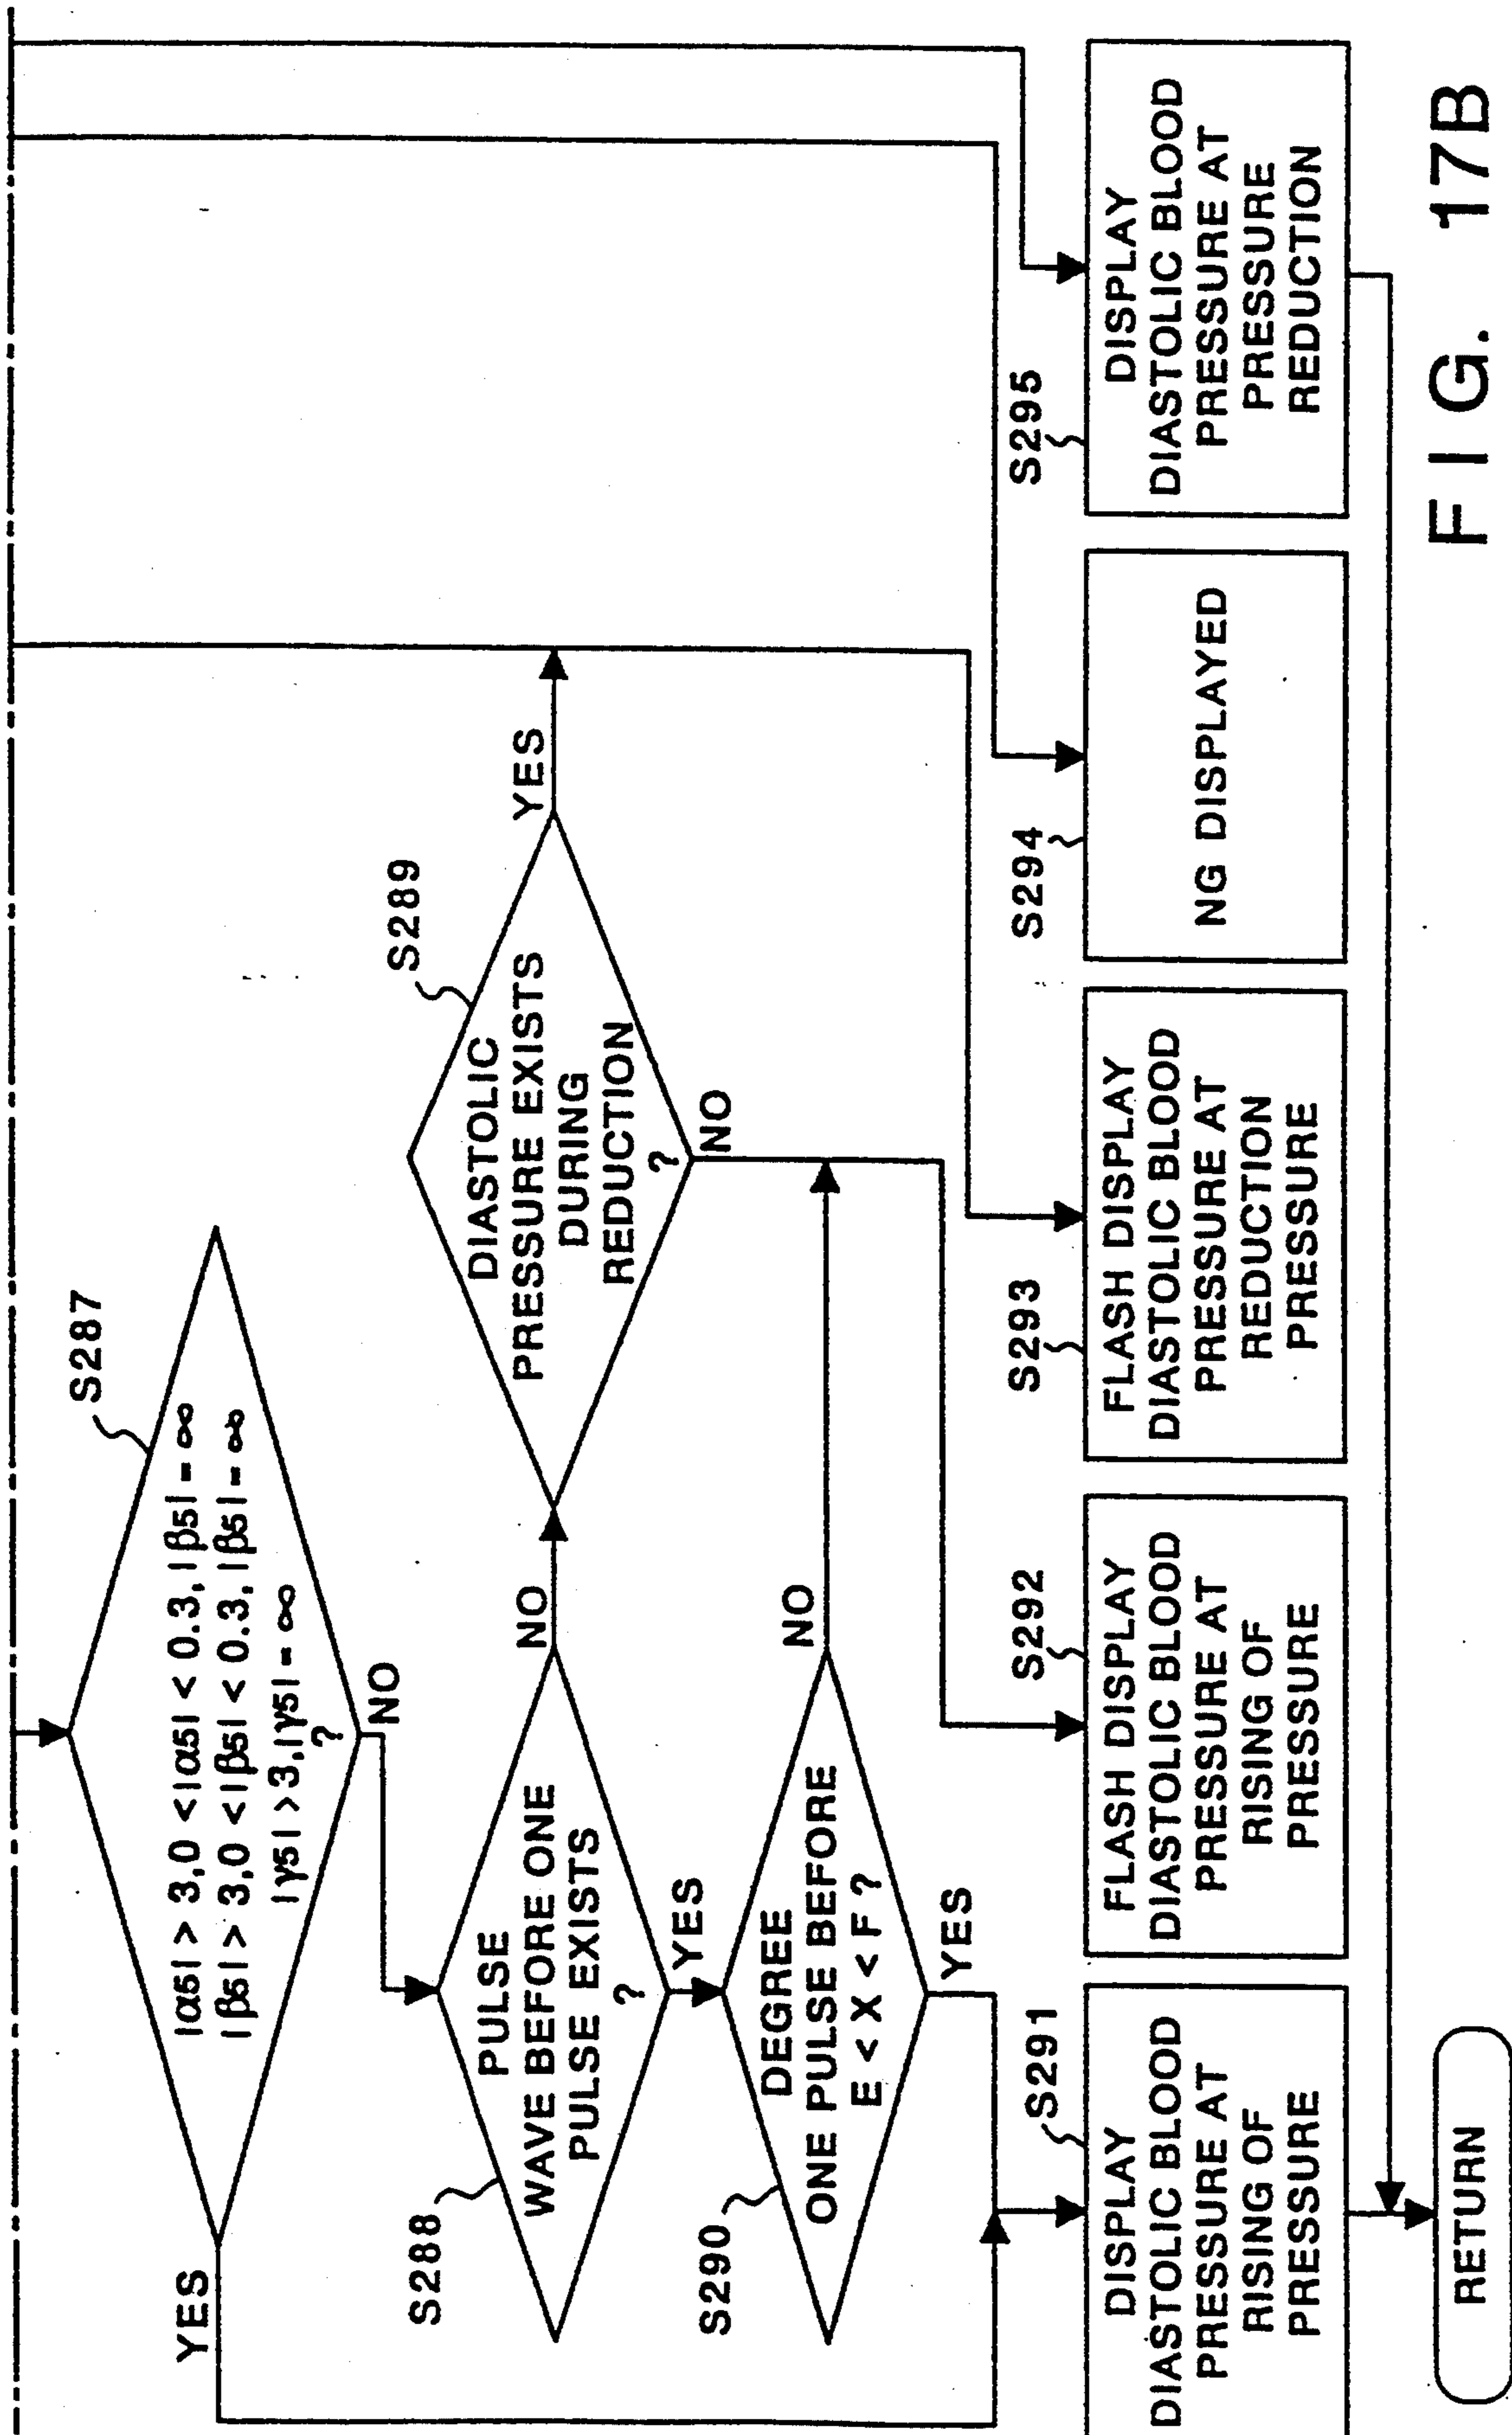 S287
|α5| > 3,0 < |α5| < 0.3, |β5| = ∞
|β5| > 3,0 < |β5| < 0.3, |β5| = ∞
|γ5| > 3, |γ5| = ∞
?
YES
NO
S288
PULSE
WAVE BEFORE ONE
PULSE EXISTS
?
NO
YES
S289
DIASTOLIC
PRESSURE EXISTS
DURING
REDUCTION
?
YES
NO
S290
DEGREE
ONE PULSE BEFORE
E < X < F ?
NO
YES
S291
DISPLAY
DIASTOLIC BLOOD
PRESSURE AT
RISING OF
PRESSURE
S292
FLASH DISPLAY
DIASTOLIC BLOOD
PRESSURE AT
RISING OF
PRESSURE
S293
FLASH DISPLAY
DIASTOLIC BLOOD
PRESSURE AT
REDUCTION
PRESSURE
S294
NG DISPLAYED
S295
DISPLAY
DIASTOLIC BLOOD
PRESSURE AT
PRESSURE
REDUCTION
RETURN
FIG. 17B